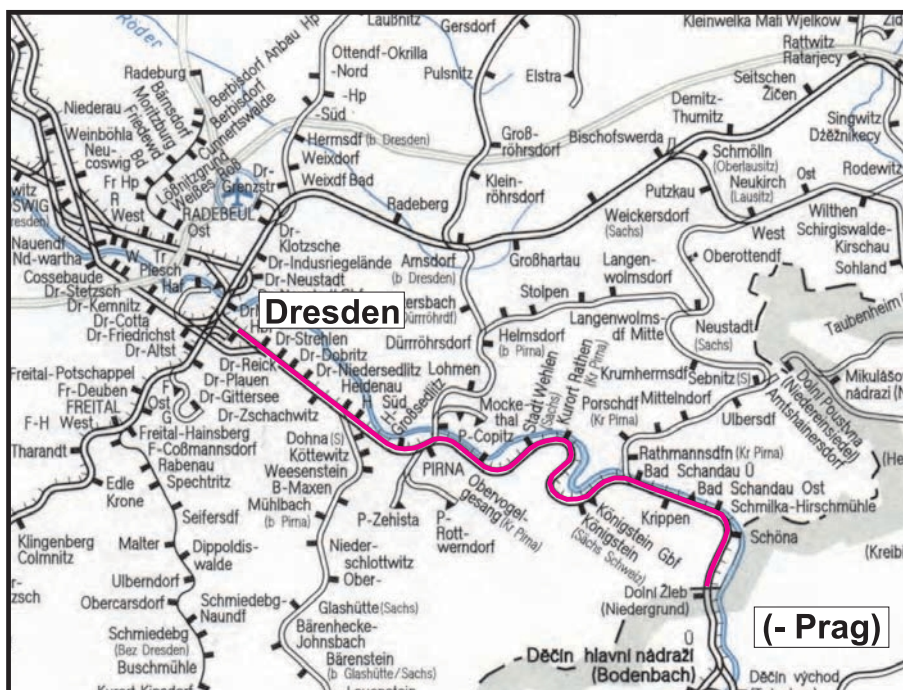 Röder
Radeburg
Bärnsdorf
Moritzburg
Friedewd.
Bd.
Berbisdorf Anbau Hp
Berbisdorf
Cunnertswalde
Lößnitzgrund
Weißes Roß
RADEBEUL
Ost
Niederau
Weinböhla
Neu-
coswig
Fr Hp
R
West
Nauendf
Nd-wartha
Cossebaude
Dr-Stetzsch
Dr-Kemnitz
Dr-Cotta
Dr-Friedrichst
Dr-Altst
W
Tr
Piesch
Haf
Laußnitz
Ottendf-Okrilla
-Nord
-Hp
-Süd
Hermsdf (b Dresden)
Weixdorf
Weixdf Bad
Dr-
Grenzstr
Dr-
Klotzsche
Dr-Indusriegelände
Dr-Neustadt
Gersdorf
Pulsnitz
Elstra
Groß-
röhrsdorf
Klein-
röhrsdorf
Radeberg
Arnsdorf
(b Dresden)
Großhartau
Bischofswerda
Demitz-
Thumitz
Seitschen
Žičen
Kleinwelka Mali Wjelkow
Rattwitz
Ratarjecy
Singwitz
Dźěžnikecy
Schmölln
(Oberlausitz)
Neukirch
(Lausitz)
Ost
Rodewitz
Putzkau
Weickersdorf
(Sachs)
West
Wilthen
Schirgiswalde-
Kirschau
Sohland
Oberottendf
Langen-
wolmsdorf
Stolpen
Langenwolms-
df Mitte
Neustadt
(Sachs)
Taubenheim
Dresden
Dr-Strehlen
Dr-Dobritz
Dr-Niedersedlitz
Heidenau
H Süd
Großsedlitz
Dr-Reick
Dr-Plauen
Dr-Gittersee
Dr-Zschachwitz
Dürrröhrsdf
Helmsdorf
(b Pirna)
Lohmen
Mocke-
thal
P-Copitz
Stadt Wehlen
(Sachs)
Kurort Rathen
(Kr Pirna)
Porschdf
(Kr Pirna)
Krumhermsdf
Sebnitz (S)
Mittelndorf
Ulbersdf
Amtshainersdorf
Dolní Poustevna
(Niedereinsiedel)
Mikulášov
nádraží (N
Rathmannsdfn (Kr Pirna)
Bad Schandau Ü
Bad Schandau Ost
Schmilka-Hirschmühle
Krippen
Schöna
Königstein Gbf
Königstein
(Sächs Schweiz)
Obervogel-
gesang (Kr Pirna)
PIRNA
P-Zehista
P-
Rott-
werndorf
Dohna (S)
Köttewitz
Weesenstein
B-Maxen
Mühlbach
(b Pirna)
Nieder-
schlottwitz
Ober-
Glashütte (Sachs)
Bärenhecke-
Johnsbach
Bärenstein
(b Glashütte/Sachs)
Freital-Potschappel
Fr-Deuben
FREITAL
F-H West
F
Ost
Tharandt
Freital-Hainsberg
F-Coßmannsdorf
Rabenau
Spechtritz
Seifersdf
Edle
Krone
Klingenberg
Colmnitz
Malter
Dippoldis-
walde
Ulberndorf
Obercarsdorf
Schmiedebg-
Naundf
Schmiedebg
(Bez Dresden)
Buschmühle
Dolní Žleb
(Niedergrund)
Ü
Děčín hlavní nádraží
(Bodenbach)
Děčín východ
(Kreibi
(- Prag)